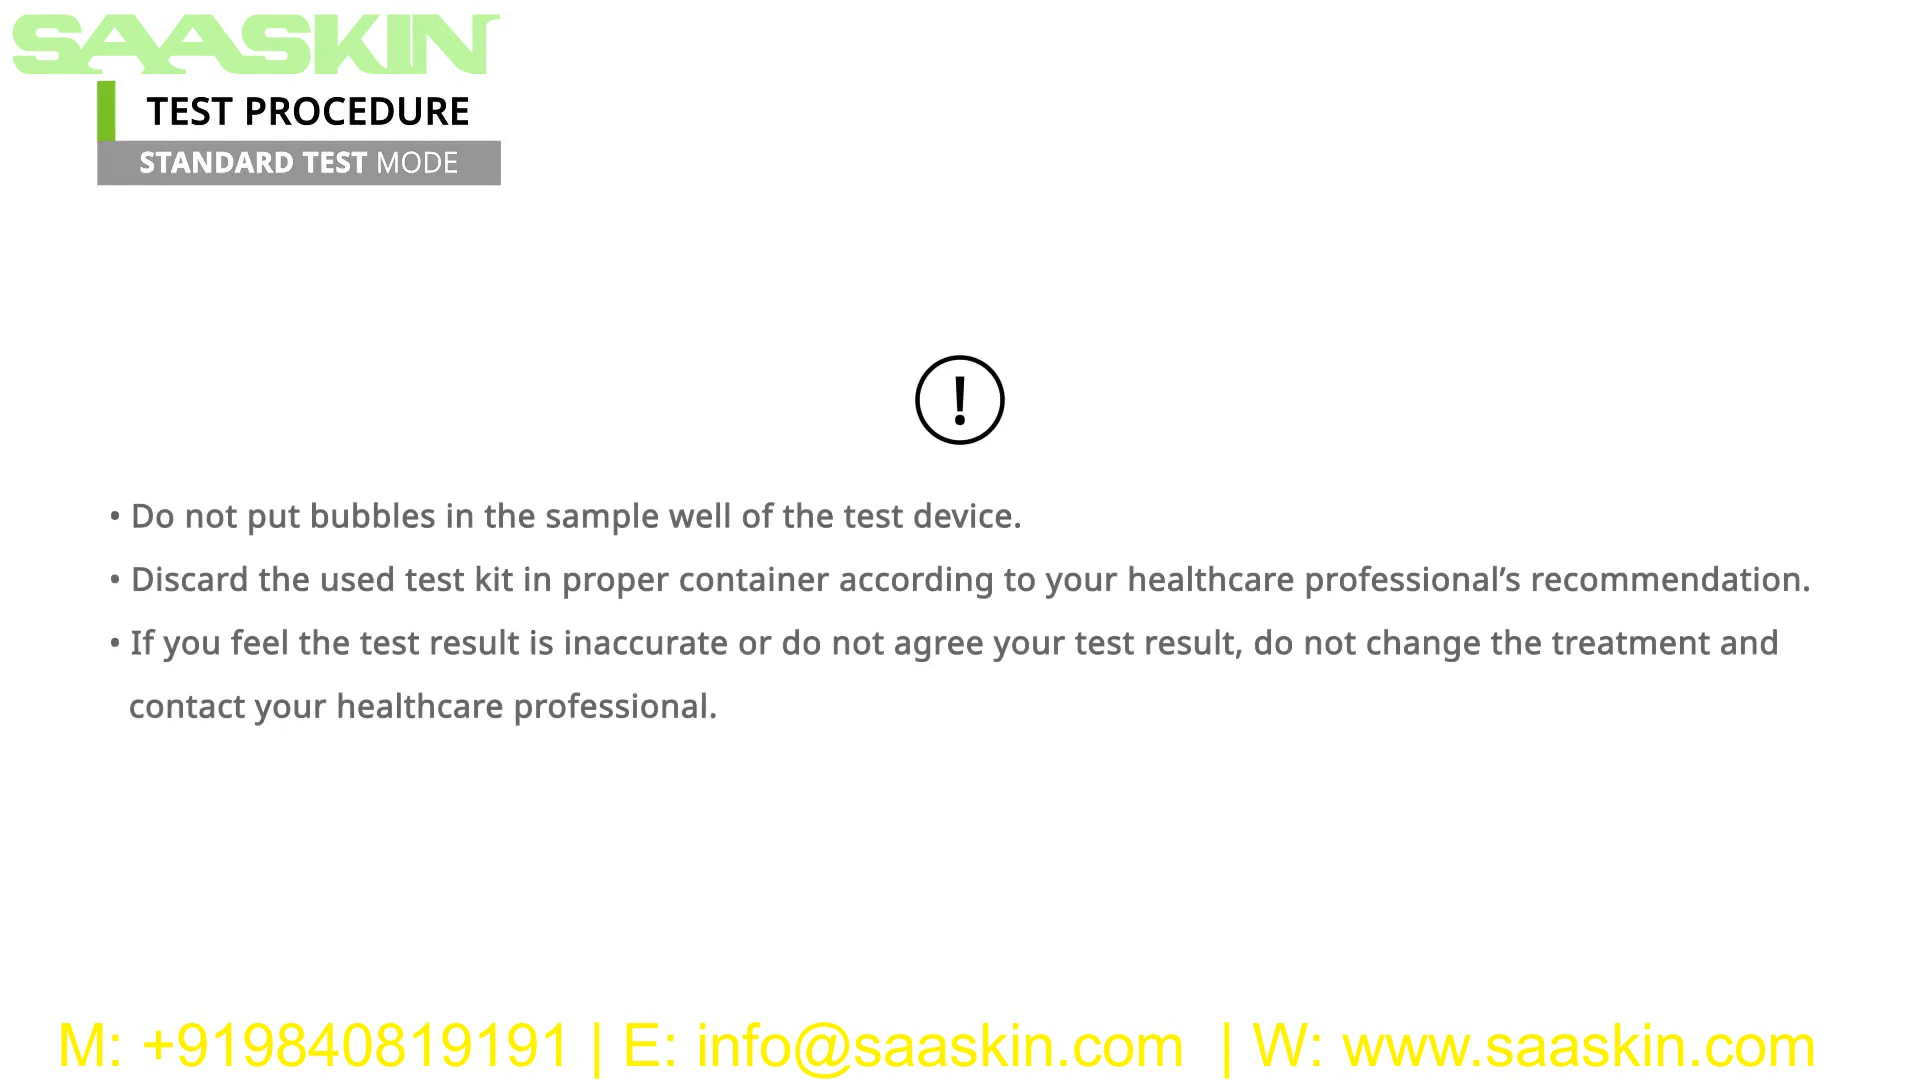 SAASKIN
TEST PROCEDURE
STANDARD TEST MODE
!
• Do not put bubbles in the sample well of the test device.
• Discard the used test kit in proper container according to your healthcare professional’s recommendation.
• If you feel the test result is inaccurate or do not agree your test result, do not change the treatment and
contact your healthcare professional.
M: +919840819191 | E: info@saaskin.com | W: www.saaskin.com